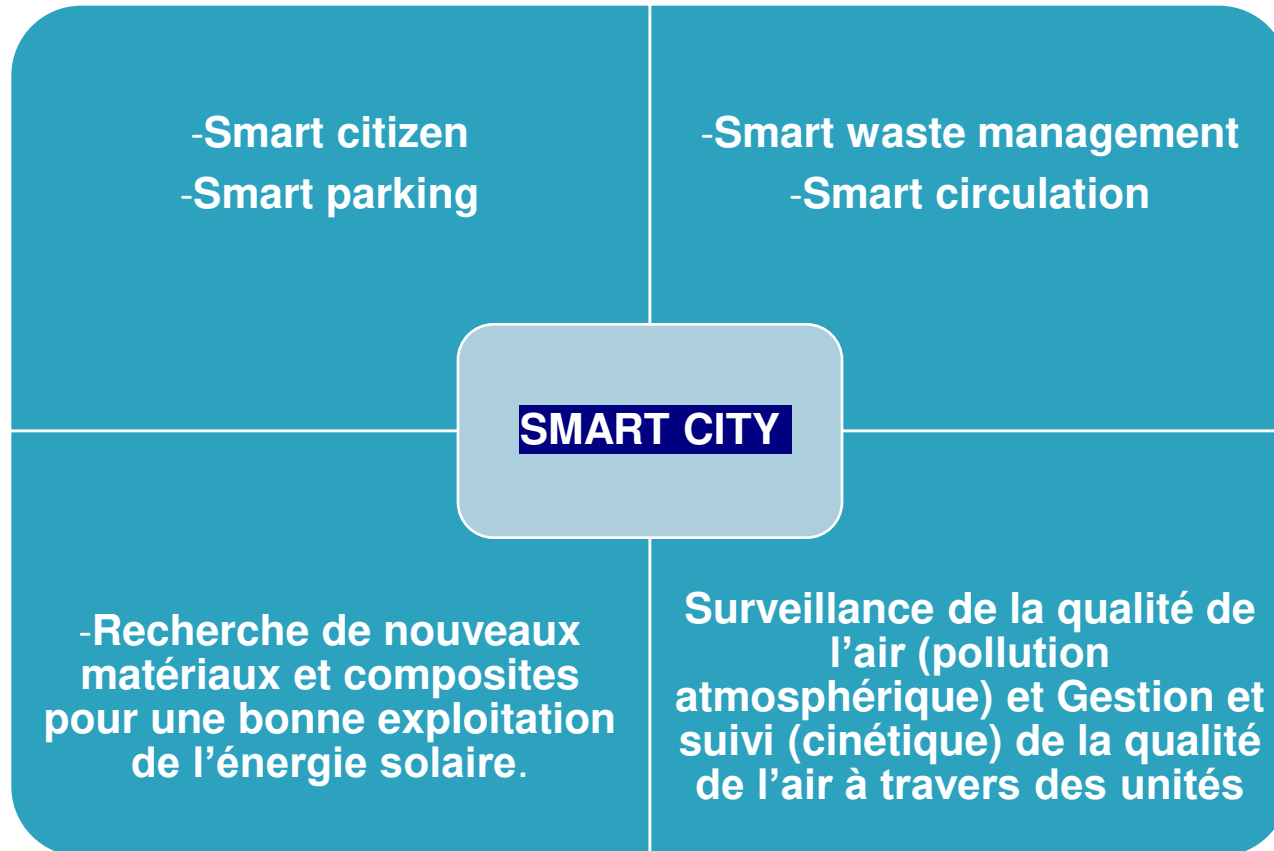 -Smart citizen
-Smart parking
-Smart waste management
-Smart circulation
SMART CITY
-Recherche de nouveaux
matériaux et composites
pour une bonne exploitation
de l’énergie solaire.
Surveillance de la qualité de
l’air (pollution
atmosphérique) et Gestion et
suivi (cinétique) de la qualité
de l’air à travers des unités